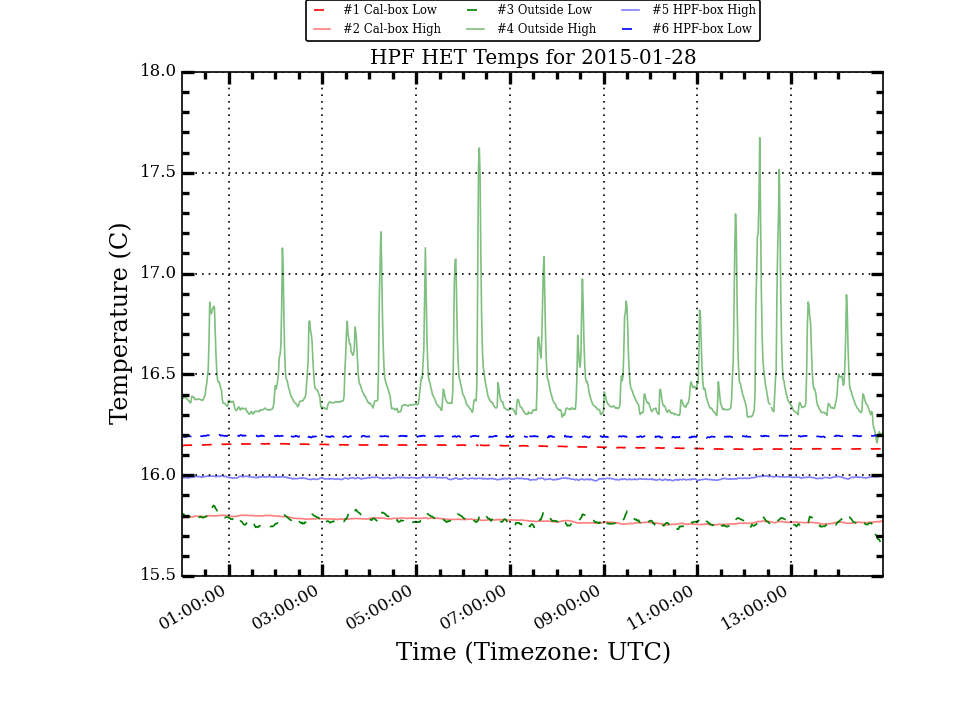 #1 Cal-box Low #3 Outside Low #5 HPF-box High
#2 Cal-box High #4 Outside High #6 HPF-box Low
HPF HET Temps for 2015-01-28
18.0
17.5
17.0
16.5
16.0
15.5
Temperature (C)
01:00:00 03:00:00 05:00:00 07:00:00 09:00:00 11:00:00 13:00:00
Time (Timezone: UTC)